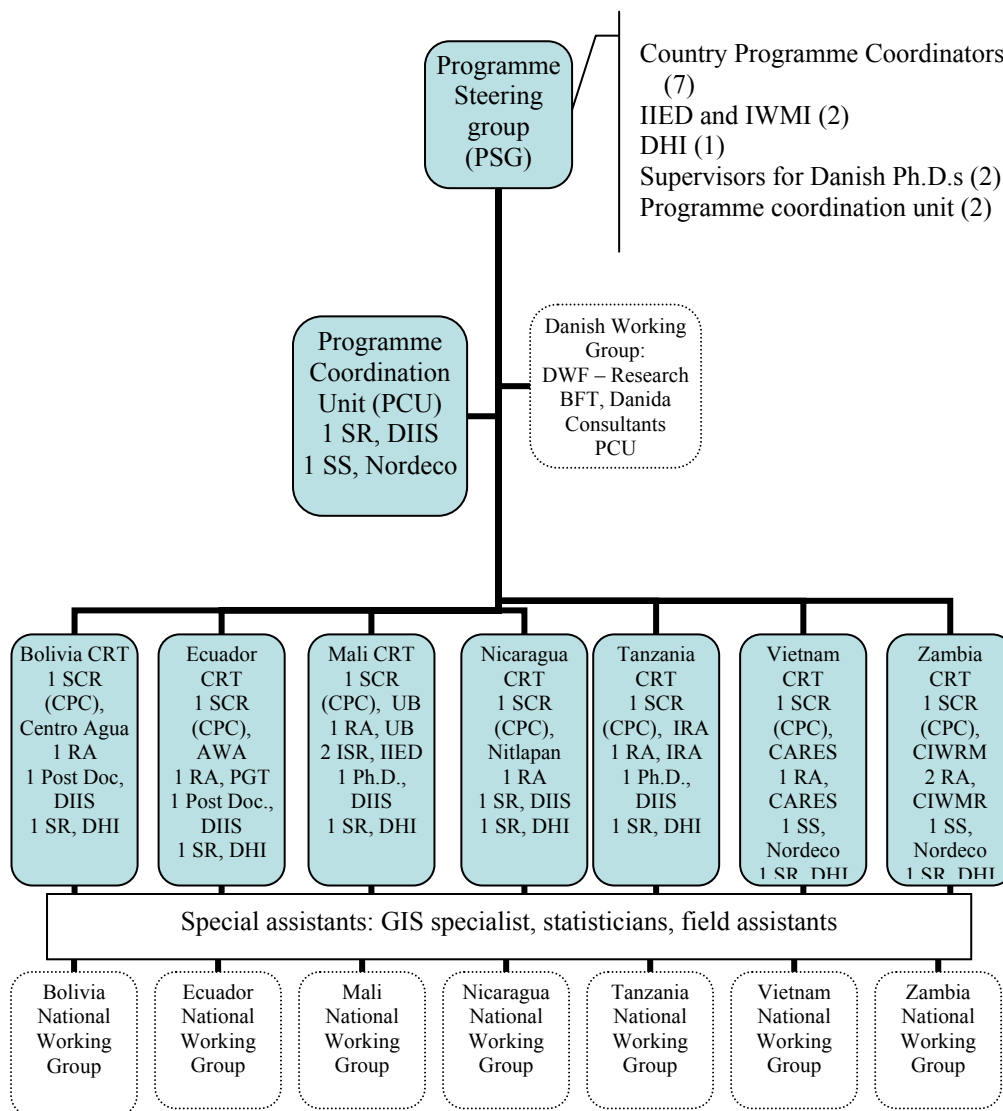 Programme
Steering
group
(PSG)
Country Programme Coordinators
(7)
IIED and IWMI (2)
DHI (1)
Supervisors for Danish Ph.D.s (2)
Programme coordination unit (2)
Programme
Coordination
Unit (PCU)
1 SR, DIIS
1 SS, Nordeco
Danish Working
Group:
DWF – Research
BFT, Danida
Consultants
PCU
Bolivia CRT
1 SCR
(CPC),
Centro Agua
1 RA
1 Post Doc,
DIIS
1 SR, DHI
Ecuador
CRT
1 SCR
(CPC),
AWA
1 RA, PGT
1 Post Doc.,
DIIS
1 SR, DHI
Mali CRT
1 SCR
(CPC), UB
1 RA, UB
2 ISR, IIED
1 Ph.D.,
DIIS
1 SR, DHI
Nicaragua
CRT
1 SCR
(CPC),
Nitlapan
1 RA
1 SR, DIIS
1 SR, DHI
Tanzania
CRT
1 SCR
(CPC), IRA
1 RA, IRA
1 Ph.D.,
DIIS
1 SR, DHI
Vietnam
CRT
1 SCR
(CPC),
CARES
1 RA,
CARES
1 SS,
Nordeco
1 SR, DHI
Zambia
CRT
1 SCR
(CPC),
CIWRM
2 RA,
CIWMR
1 SS,
Nordeco
1 SR, DHI
Special assistants: GIS specialist, statisticians, field assistants
Bolivia
National
Working
Group
Ecuador
National
Working
Group
Mali
National
Working
Group
Nicaragua
National
Working
Group
Tanzania
National
Working
Group
Vietnam
National
Working
Group
Zambia
National
Working
Group